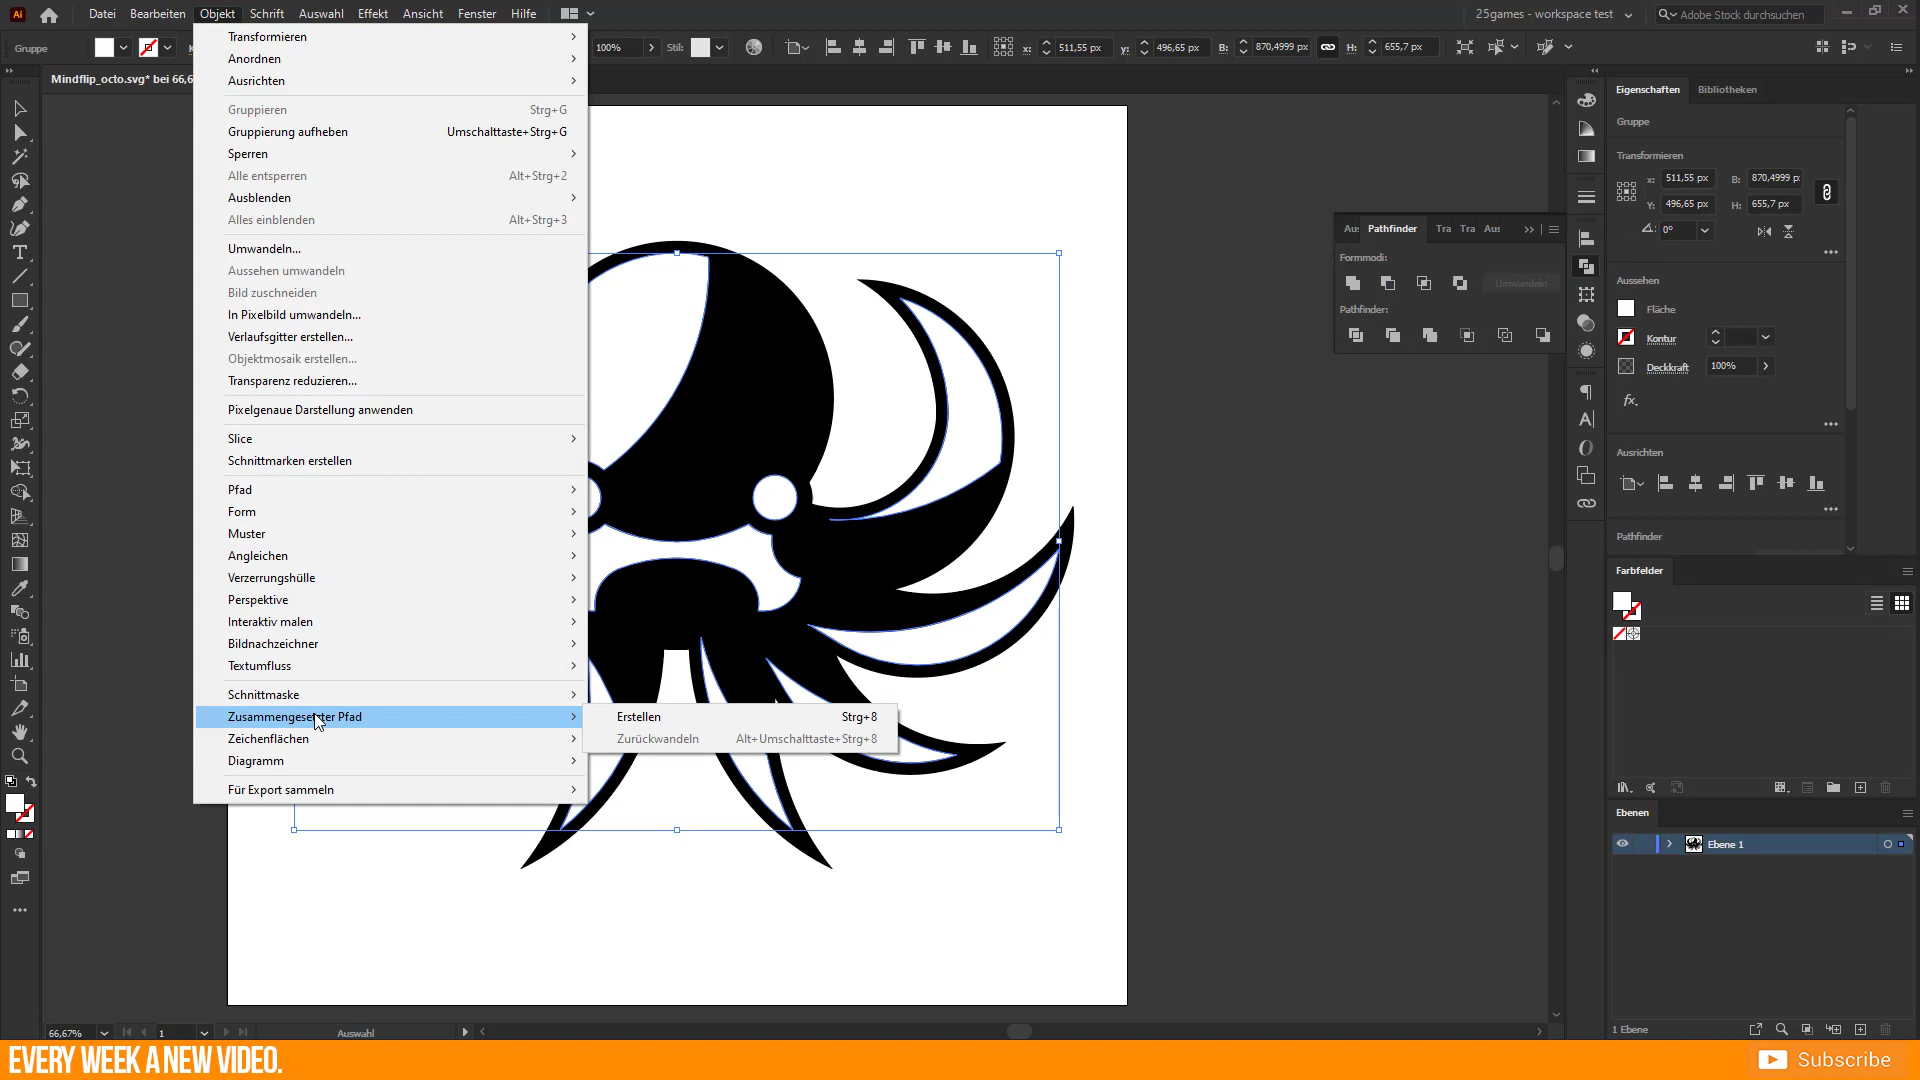 Ai
Datei Bearbeiten Objekt Schrift Auswahl Effekt Ansicht Fenster Hilfe
25games - workspace test
Adobe Stock durchsuchen
Gruppe
100%
Stil:
x: 511,55 px
y: 496,65 px
B: 870,4999 px
H: 655,7 px
Mindflip_octo.svg* bei 66,6
Transformieren
Anordnen
Ausrichten
Gruppieren Strg+G
Gruppierung aufheben Umschalttaste+Strg+G
Sperren
Alle entsperren Alt+Strg+2
Ausblenden
Alles einblenden Alt+Strg+3
Umwandeln...
Aussehen umwandeln
Bild zuschneiden
In Pixelbild umwandeln...
Verlaufsgitter erstellen...
Objektmosaik erstellen...
Transparenz reduzieren...
Pixelgenaue Darstellung anwenden
Slice
Schnittmarken erstellen
Pfad
Form
Muster
Angleichen
Verzerrungshülle
Perspektive
Interaktiv malen
Bildnachzeichner
Textumfluss
Schnittmaske
Zusammengesetzter Pfad
Zeichenflächen
Diagramm
Für Export sammeln
Erstellen Strg+8
Zurückwandeln Alt+Umschalttaste+Strg+8
Aus Pathfinder Tra Tra Aus
Formmodi:
Umwandeln
Pathfinder:
Eigenschaften Bibliotheken
Gruppe
Transformieren
x: 511,55 px B: 870,4999 p
Y: 496,65 px H: 655,7 px
0°
Aussehen
Fläche
Kontur
Deckkraft 100%
fx.
Ausrichten
Pathfinder
Farbfelder
Ebenen
Ebene 1
1 Ebene
66,67%
1
Auswahl
EVERY WEEK A NEW VIDEO.
Subscribe